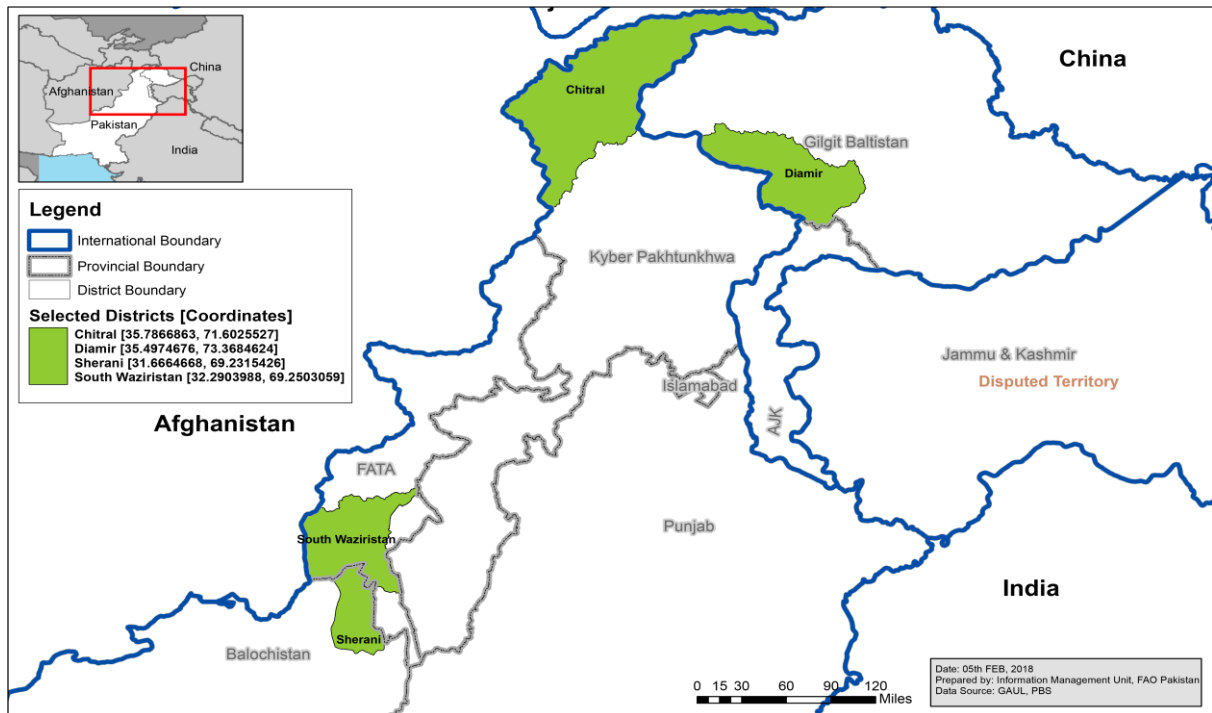 China
Afghanistan
Pakistan
India
Legend
International Boundary
Provincial Boundary
District Boundary
Selected Districts [Coordinates]
Chitral [35.7866863, 71.6025527]
Diamir [35.4974676, 73.3684624]
Sherani [31.6664668, 69.2315426]
South Waziristan [32.2903988, 69.2503059]
China
Chitral
Gilgit Baltistan
Diamir
Kyber Pakhtunkhwa
Jammu & Kashmir
Disputed Territory
Islamabad
AJK
Afghanistan
FATA
Punjab
South Waziristan
India
Sherani
Balochistan
0 15 30 60 90 120
Miles
Date: 05th FEB, 2018
Prepared by: Information Management Unit, FAO Pakistan
Data Source: GAUL, PBS